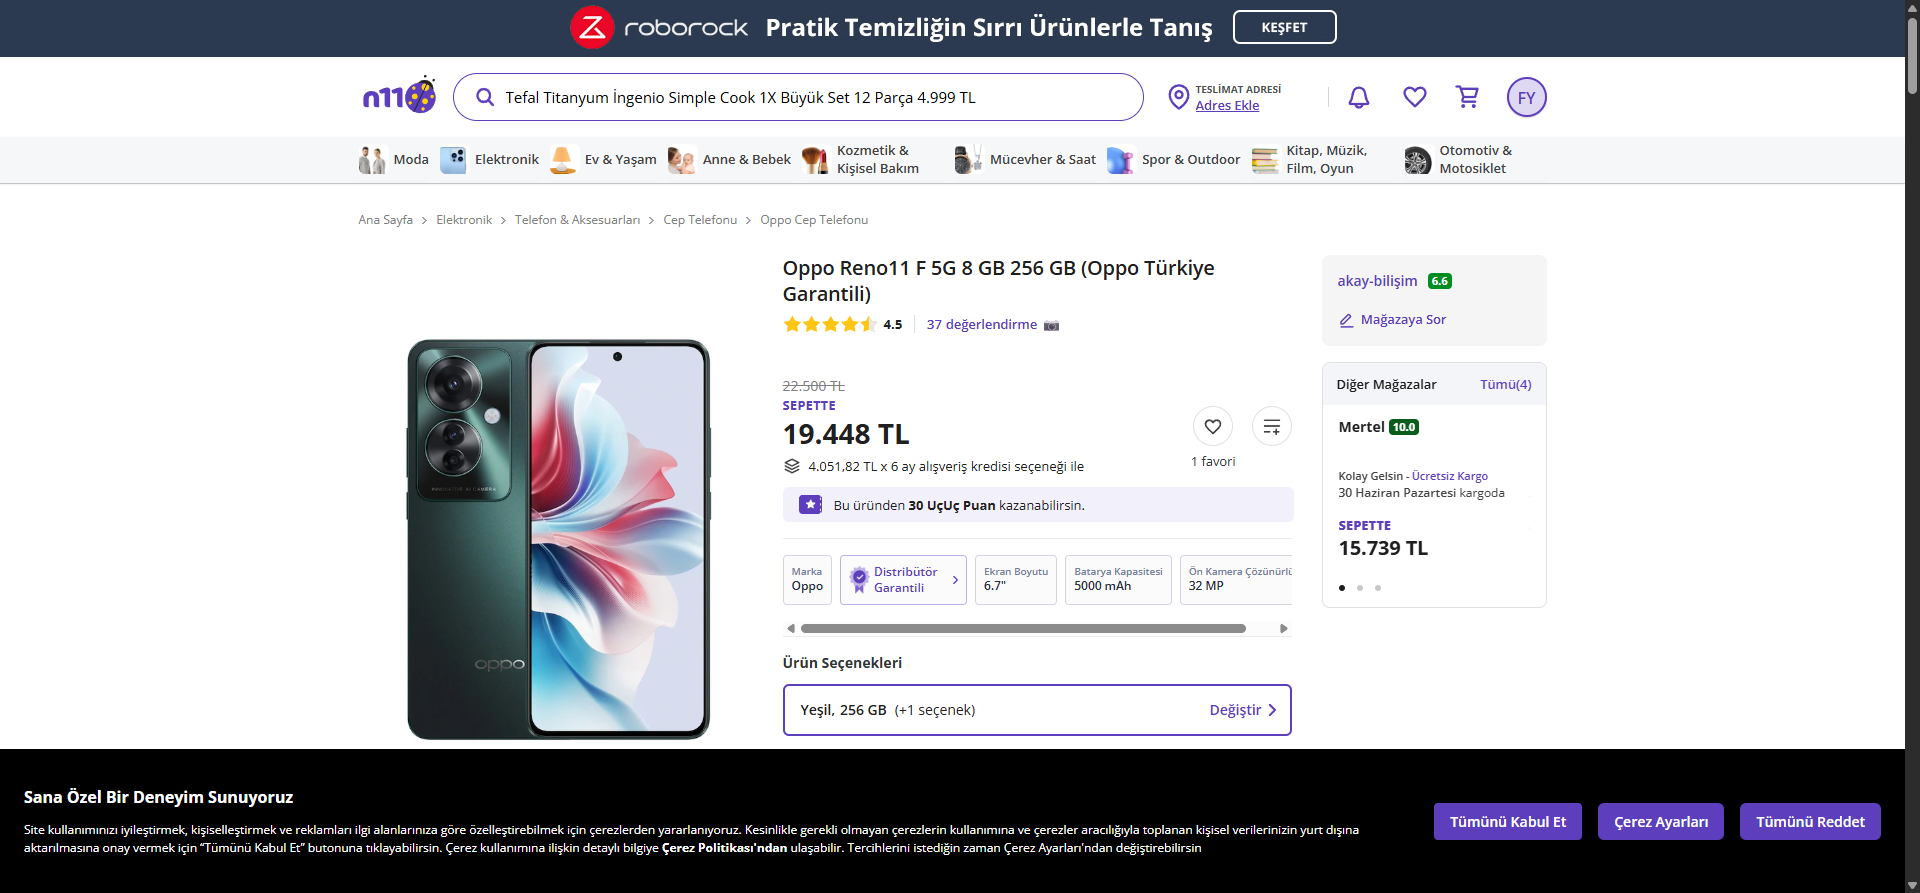 roborock Pratik Temizliğin Sırrı Ürünlerle Tanış KEŞFET
n11 Tefal Titanyum İngenio Simple Cook 1X Büyük Set 12 Parça 4.999 TL
TESLİMAT ADRESİ
Adres Ekle
FY
Moda
Elektronik
Ev & Yaşam
Anne & Bebek
Kozmetik &
Kişisel Bakım
Mücevher & Saat
Spor & Outdoor
Kitap, Müzik,
Film, Oyun
Otomotiv &
Motosiklet
Ana Sayfa > Elektronik > Telefon & Aksesuarları > Cep Telefonu > Oppo Cep Telefonu
Oppo Reno11 F 5G 8 GB 256 GB (Oppo Türkiye
Garantili)
4.5 37 değerlendirme
22.500 TL
SEPETTE
19.448 TL
1 favori
4.051,82 TL x 6 ay alışveriş kredisi seçeneği ile
Bu üründen 30 UçUç Puan kazanabilirsin.
Marka
Oppo
Distribütör
Garantili
Ekran Boyutu
6.7"
Batarya Kapasitesi
5000 mAh
Ön Kamera Çözünürlü
32 MP
Ürün Seçenekleri
Yeşil, 256 GB (+1 seçenek) Değiştir
oppo
akay-bilişim 6.6
Mağazaya Sor
Diğer Mağazalar Tümü(4)
Mertel 10.0
Kolay Gelsin - Ücretsiz Kargo
30 Haziran Pazartesi kargoda
SEPETTE
15.739 TL
Sana Özel Bir Deneyim Sunuyoruz
Site kullanımınızı iyileştirmek, kişiselleştirmek ve reklamları ilgi alanlarınıza göre özelleştirebilmek için çerezlerden yararlanıyoruz. Kesinlikle gerekli olmayan çerezlerin kullanımına ve çerezler aracılığıyla toplanan kişisel verilerinizin yurt dışına
aktarılmasına onay vermek için “Tümünü Kabul Et” butonuna tıklayabilirsin. Çerez kullanımına ilişkin detaylı bilgiye Çerez Politikası'ndan ulaşabilir. Tercihlerini istediğin zaman Çerez Ayarları'ndan değiştirebilirsin
Tümünü Kabul Et
Çerez Ayarları
Tümünü Reddet